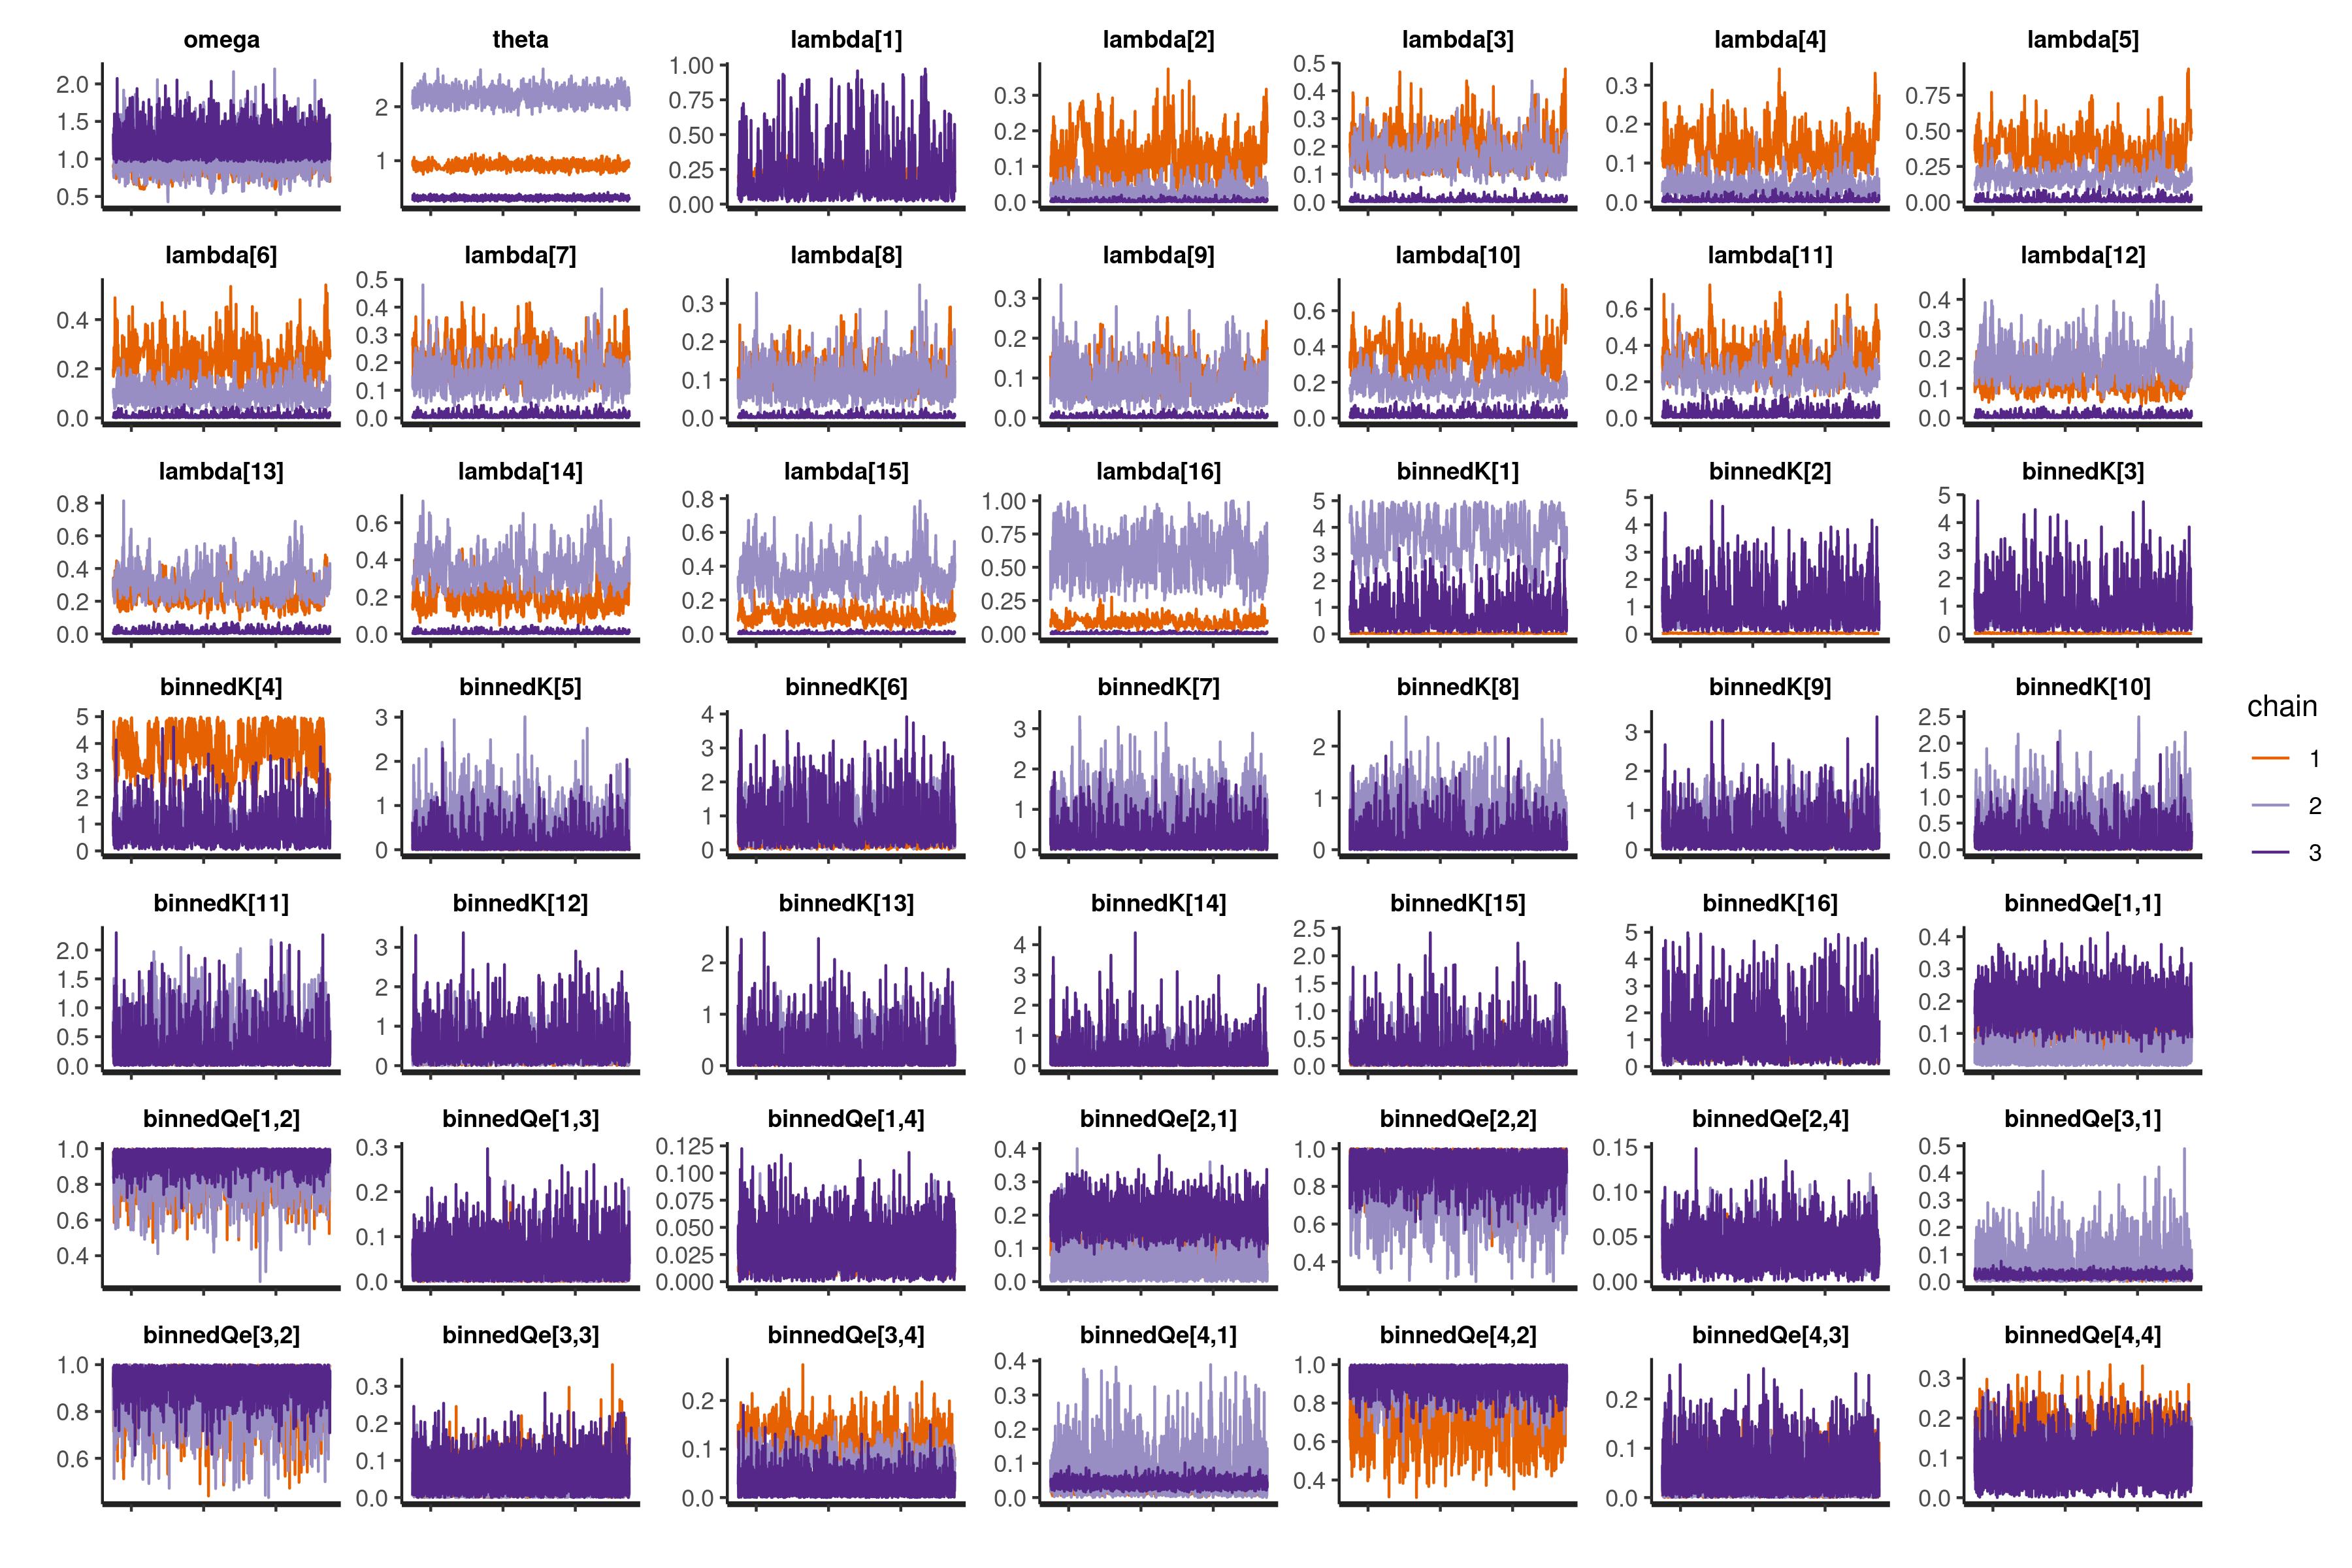 omega theta lambda[1] lambda[2] lambda[3] lambda[4] lambda[5]
2.0 1.5 1.0 0.5
2 1
1.00 0.75 0.50 0.25 0.00
0.3 0.2 0.1 0.0
0.5 0.4 0.3 0.2 0.1 0.0
0.3 0.2 0.1 0.0
0.75 0.50 0.25 0.00
lambda[6] lambda[7] lambda[8] lambda[9] lambda[10] lambda[11] lambda[12]
0.4 0.2 0.0
0.5 0.4 0.3 0.2 0.1 0.0
0.3 0.2 0.1 0.0
0.3 0.2 0.1 0.0
0.6 0.4 0.2 0.0
0.6 0.4 0.2 0.0
0.4 0.3 0.2 0.1 0.0
lambda[13] lambda[14] lambda[15] lambda[16] binnedK[1] binnedK[2] binnedK[3]
0.8 0.6 0.4 0.2 0.0
0.6 0.4 0.2 0.0
0.8 0.6 0.4 0.2 0.0
1.00 0.75 0.50 0.25 0.00
5 4 3 2 1 0
5 4 3 2 1 0
5 4 3 2 1 0
binnedK[4] binnedK[5] binnedK[6] binnedK[7] binnedK[8] binnedK[9] binnedK[10]
5 4 3 2 1 0
3 2 1 0
4 3 2 1 0
3 2 1 0
2 1 0
3 2 1 0
2.5 2.0 1.5 1.0 0.5 0.0
chain
1
2
3
binnedK[11] binnedK[12] binnedK[13] binnedK[14] binnedK[15] binnedK[16] binnedQe[1,1]
2.0 1.5 1.0 0.5 0.0
3 2 1 0
2 1 0
4 3 2 1 0
2.5 2.0 1.5 1.0 0.5 0.0
5 4 3 2 1 0
0.4 0.3 0.2 0.1 0.0
binnedQe[1,2] binnedQe[1,3] binnedQe[1,4] binnedQe[2,1] binnedQe[2,2] binnedQe[2,4] binnedQe[3,1]
1.0 0.8 0.6 0.4
0.3 0.2 0.1 0.0
0.125 0.100 0.075 0.050 0.025 0.000
0.4 0.3 0.2 0.1 0.0
1.0 0.8 0.6 0.4
0.15 0.10 0.05 0.00
0.5 0.4 0.3 0.2 0.1 0.0
binnedQe[3,2] binnedQe[3,3] binnedQe[3,4] binnedQe[4,1] binnedQe[4,2] binnedQe[4,3] binnedQe[4,4]
1.0 0.8 0.6
0.3 0.2 0.1 0.0
0.2 0.1 0.0
0.4 0.3 0.2 0.1 0.0
1.0 0.8 0.6 0.4
0.2 0.1 0.0
0.3 0.2 0.1 0.0